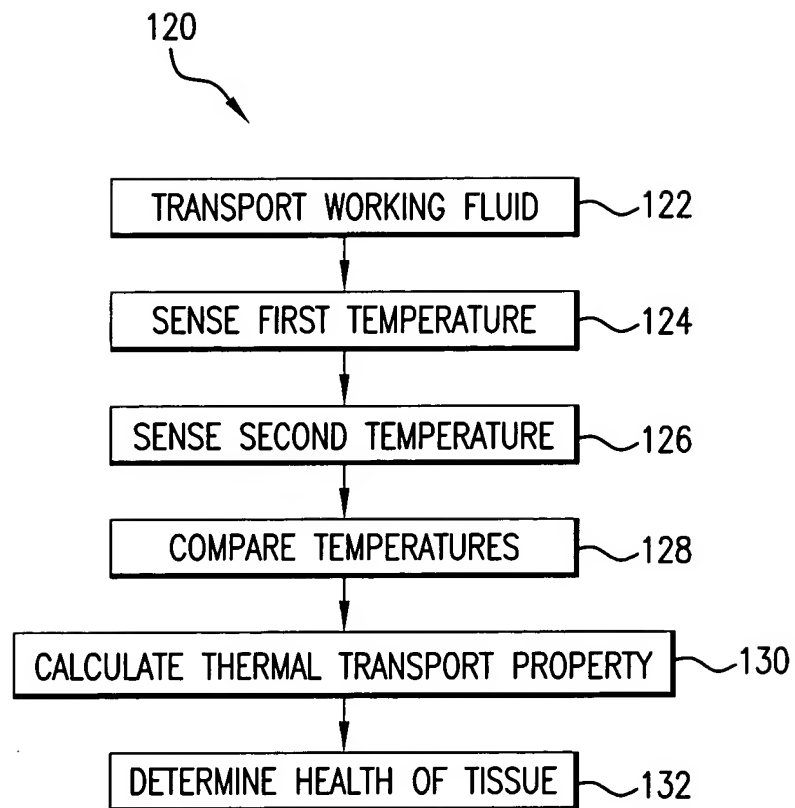 120
TRANSPORT WORKING FLUID 122
SENSE FIRST TEMPERATURE 124
SENSE SECOND TEMPERATURE 126
COMPARE TEMPERATURES 128
CALCULATE THERMAL TRANSPORT PROPERTY 130
DETERMINE HEALTH OF TISSUE 132